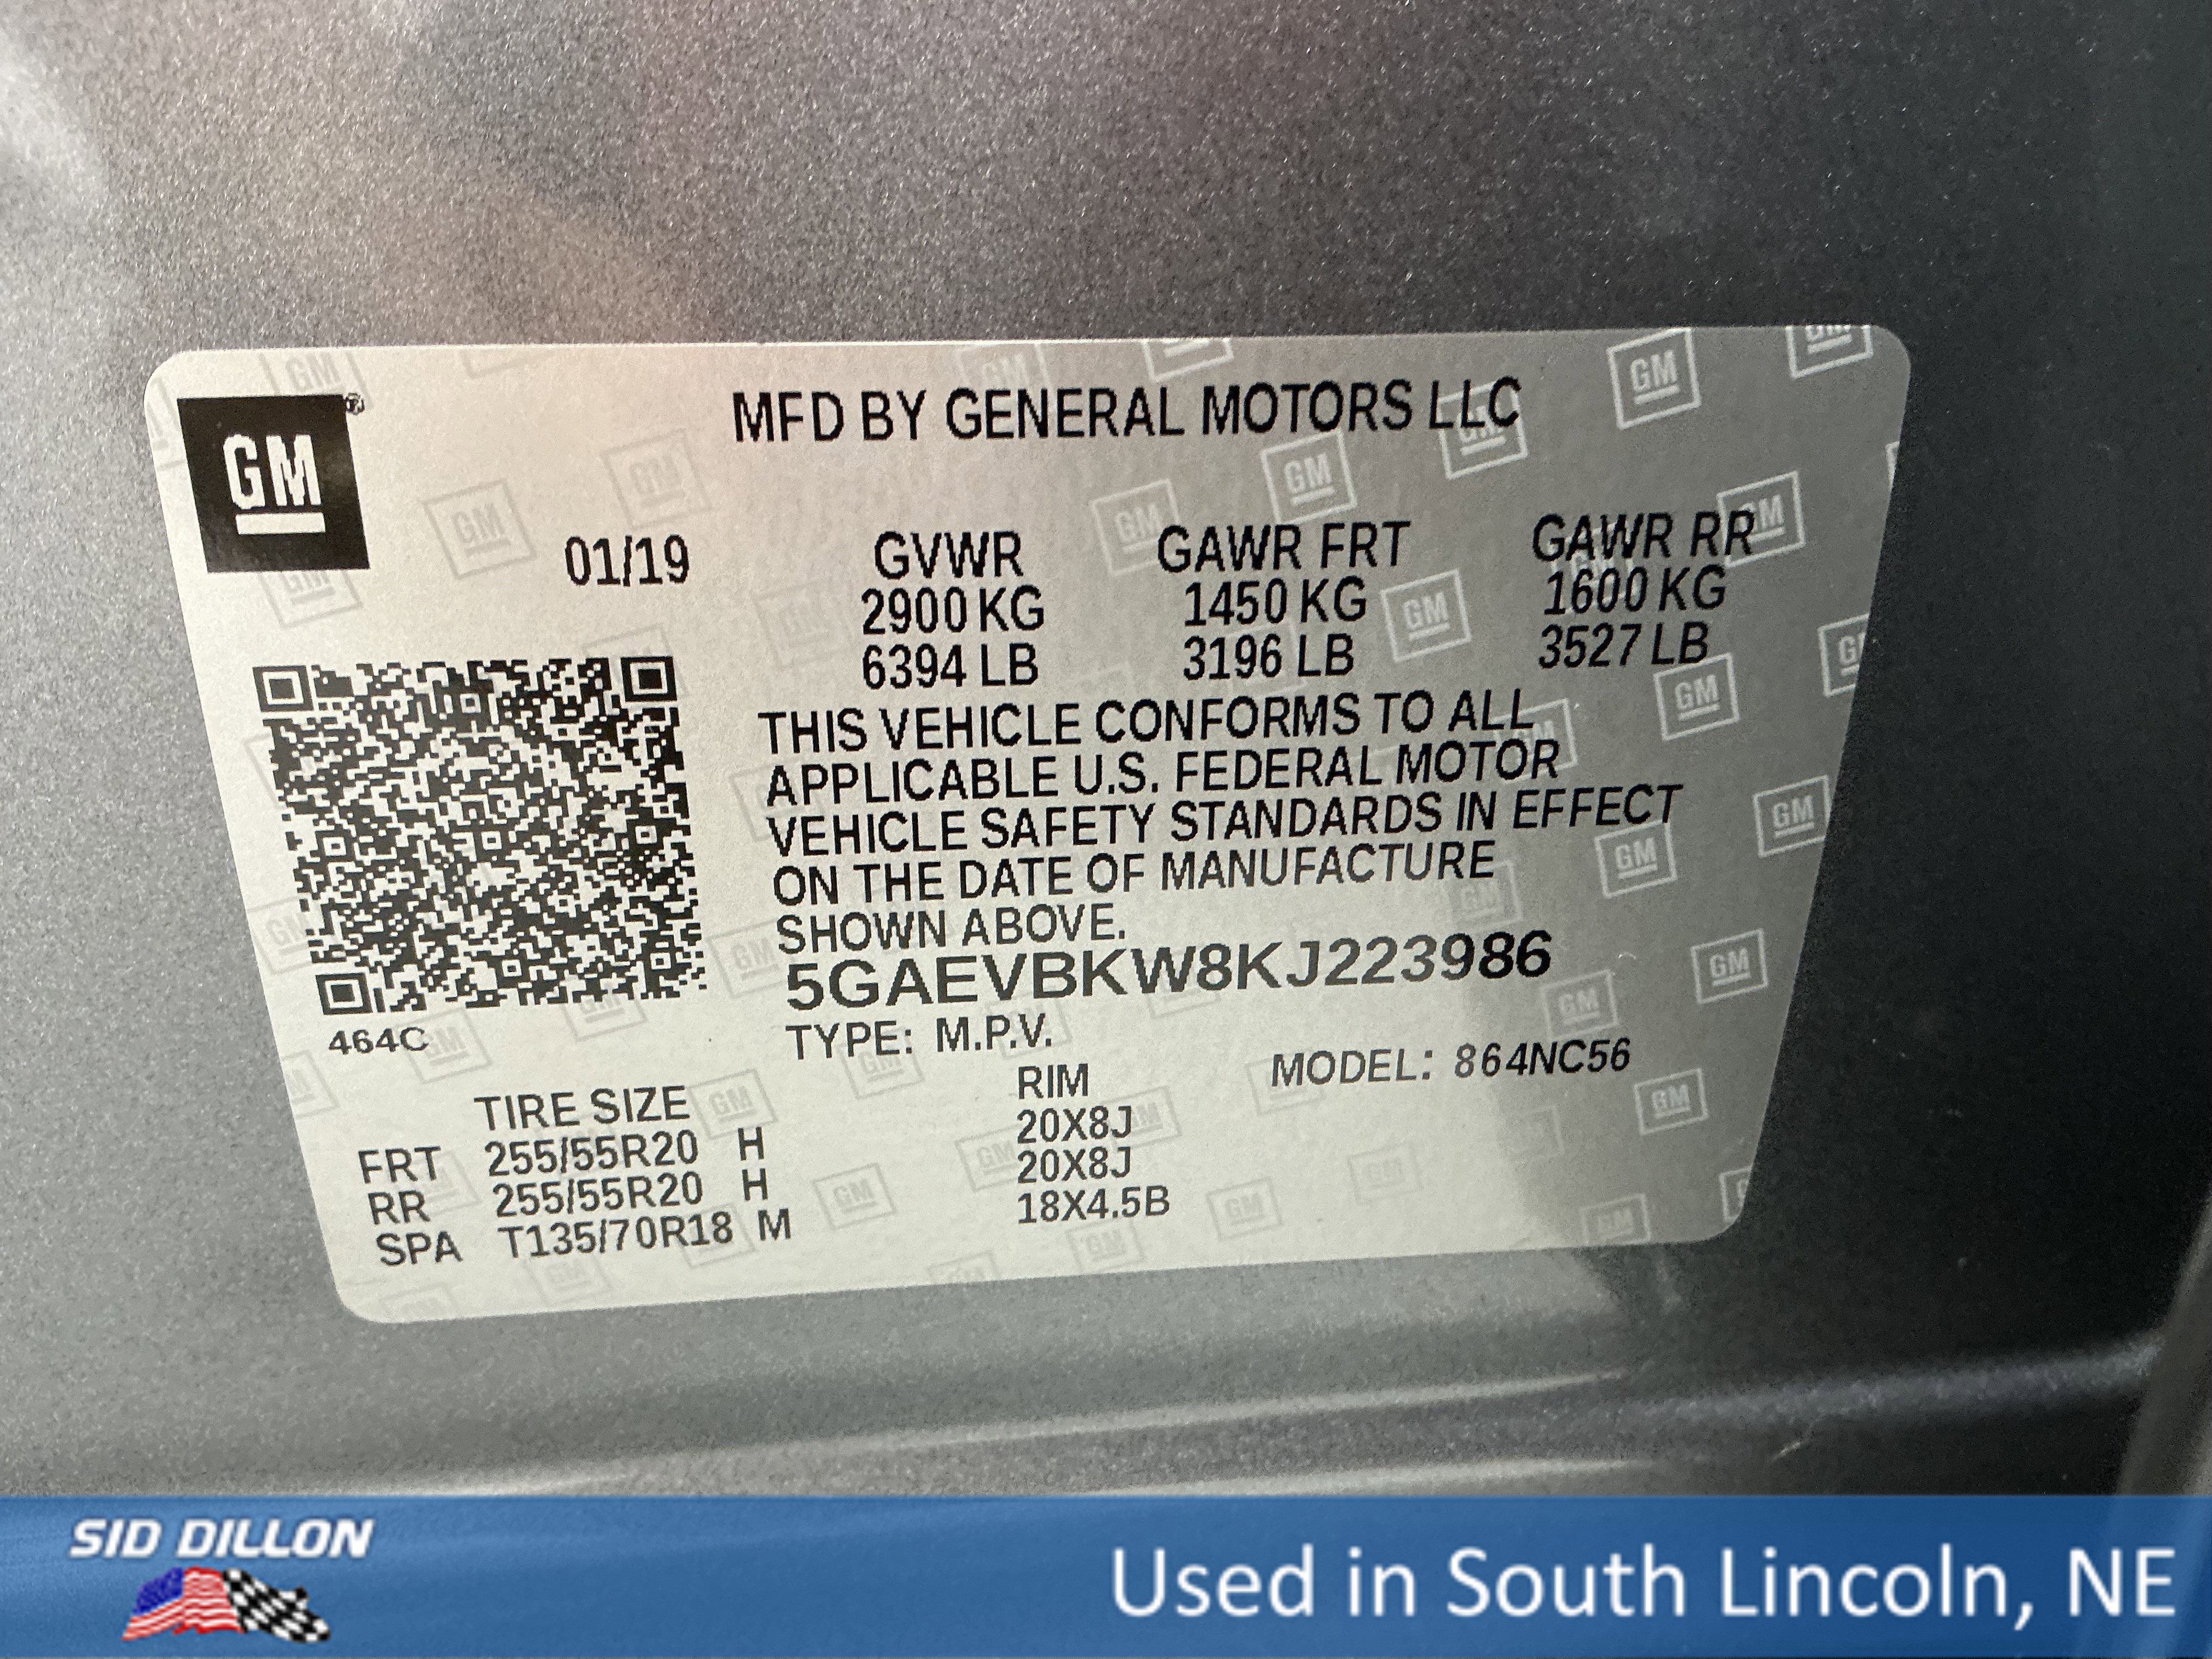 MFD BY GENERAL MOTORS LLC
GM
®
01/19
GVWR GAWR FRT GAWR RR
2900 KG 1450 KG 1600 KG
6394 LB 3196 LB 3527 LB
THIS VEHICLE CONFORMS TO ALL
APPLICABLE U.S. FEDERAL MOTOR
VEHICLE SAFETY STANDARDS IN EFFECT
ON THE DATE OF MANUFACTURE
SHOWN ABOVE.
5GAEVBKW8KJ223986
464C
TYPE: M.P.V. MODEL: 864NC56
TIRE SIZE RIM
FRT 255/55R20 H 20X8J
RR 255/55R20 H 20X8J
SPA T135/70R18 M 18X4.5B
SID DILLON
Used in South Lincoln, NE